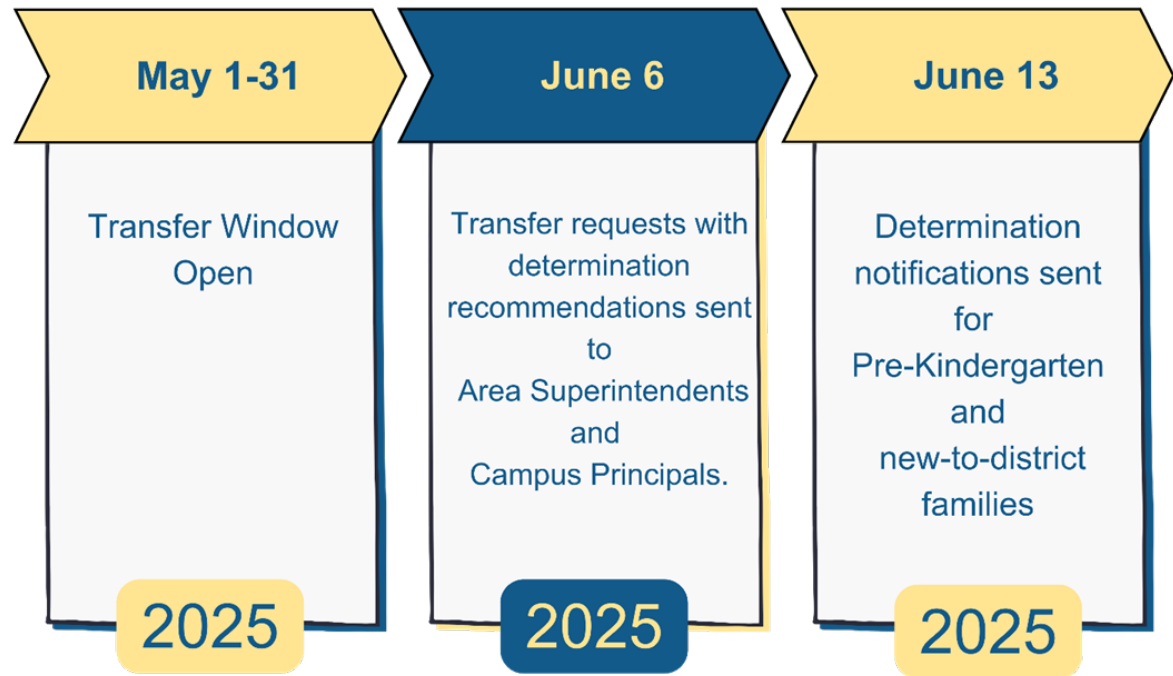 May 1-31
Transfer Window
Open
2025
June 6
Transfer requests with
determination
recommendations sent
to
Area Superintendents
and
Campus Principals.
2025
June 13
Determination
notifications sent
for
Pre-Kindergarten
and
new-to-district
families
2025